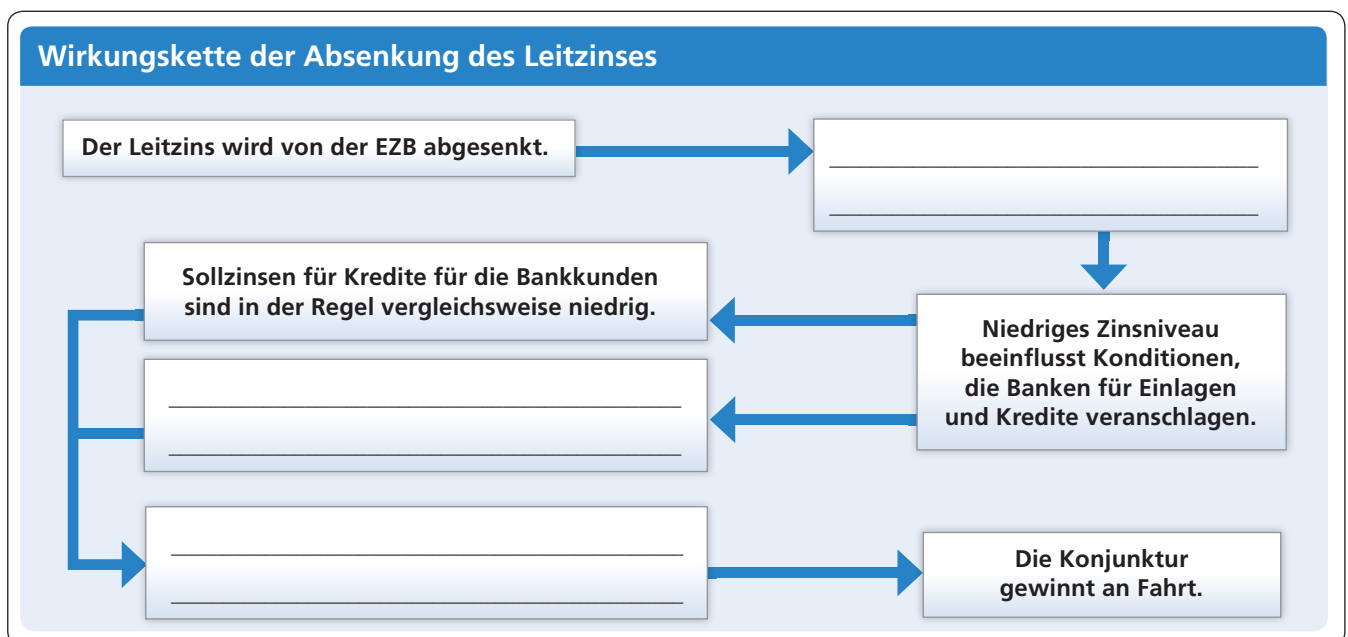 Wirkungskette der Absenkung des Leitzinses
Der Leitzins wird von der EZB abgesenkt.
Sollzinsen für Kredite für die Bankkunden
sind in der Regel vergleichsweise niedrig.
Niedriges Zinsniveau
beeinflusst Konditionen,
die Banken für Einlagen
und Kredite veranschlagen.
Die Konjunktur
gewinnt an Fahrt.